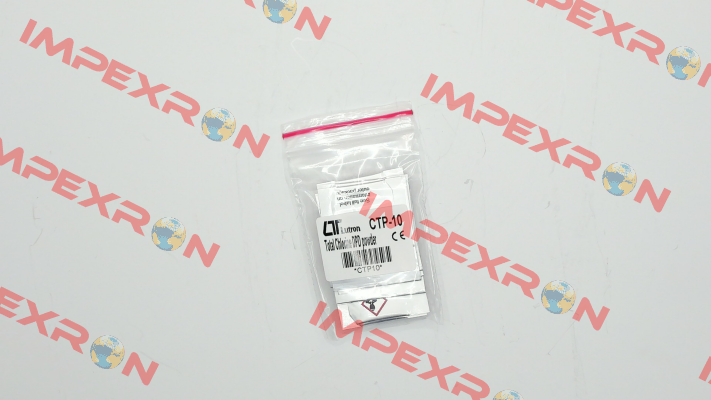 IMPEXRON
IMPEXRON
IMPEXRON
IMPEXRON
IMPEXRON
IMPEXRON
IMPEXRON
IMPEXRON
Lutron CTP-10
Total Chlorine DPD powder CE
*CTP10*